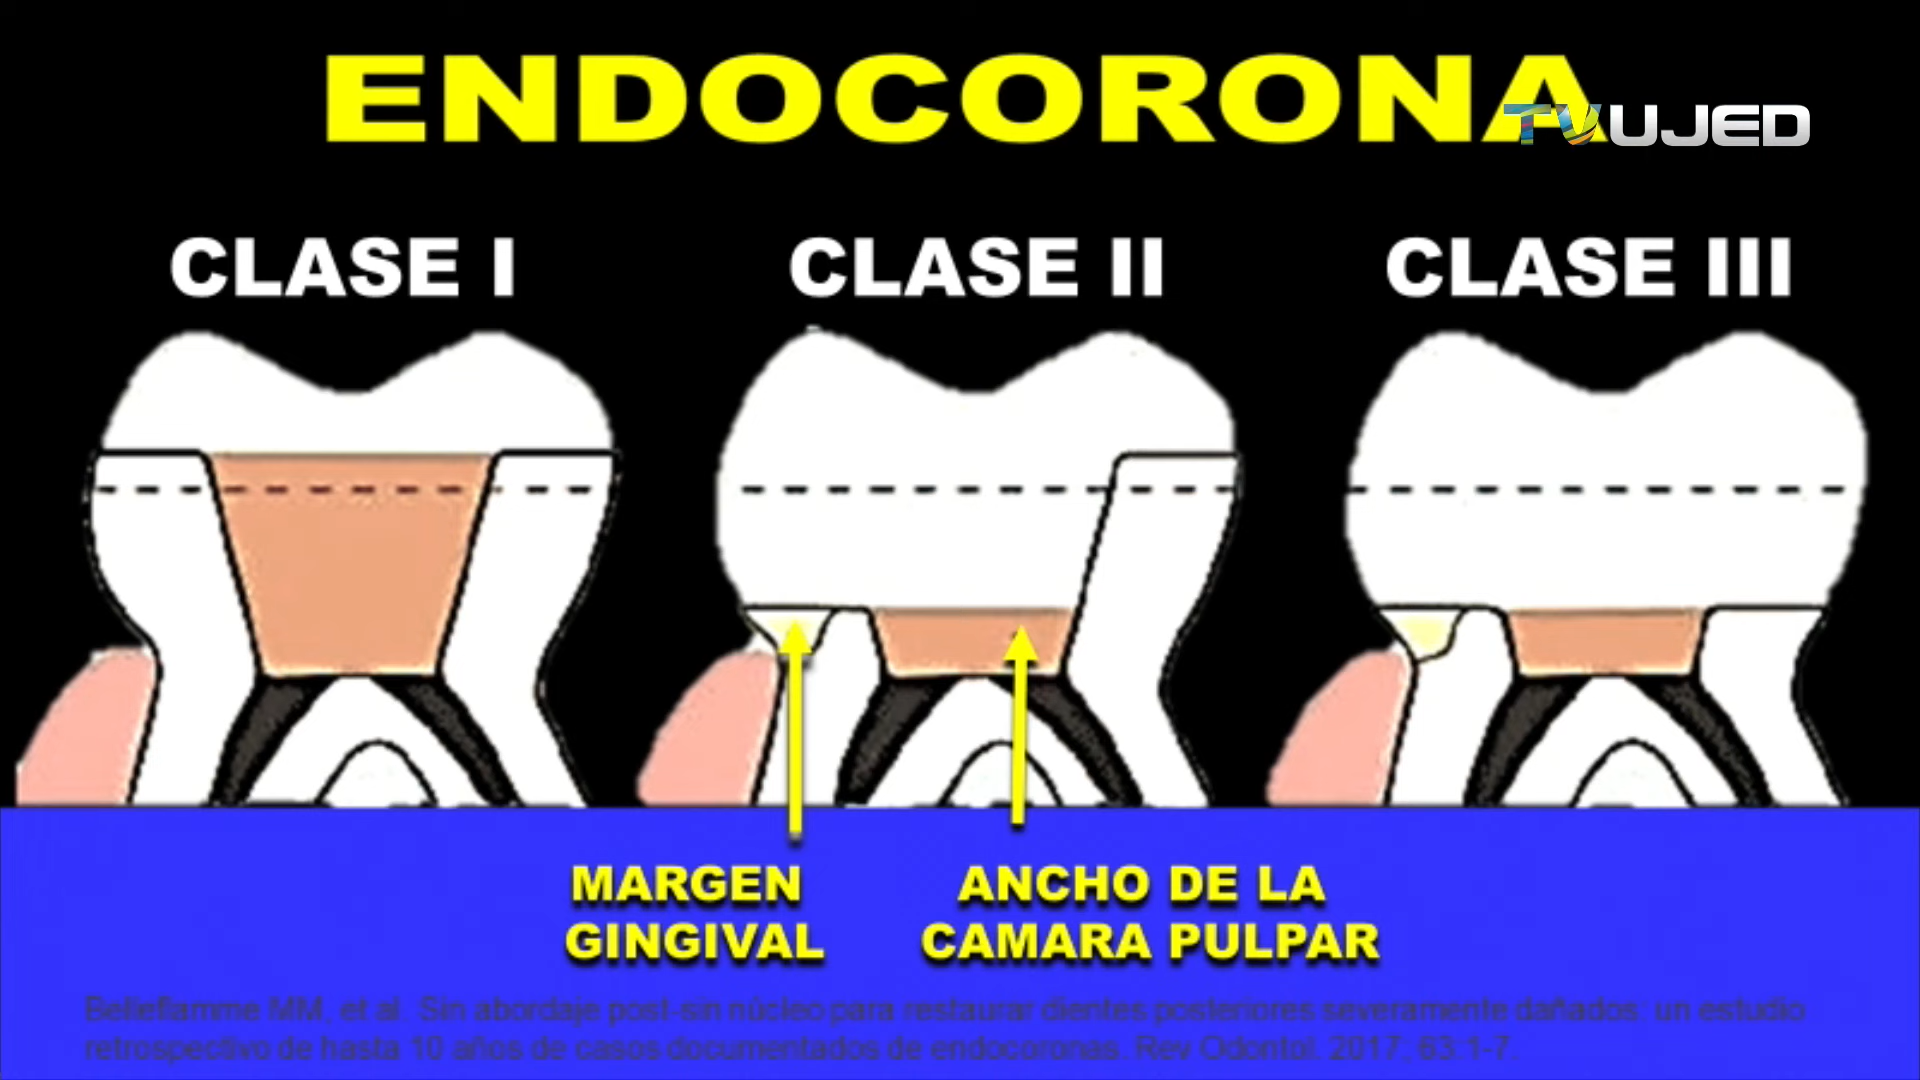 ENDOCORONA
TVUJED
CLASE I
CLASE II
CLASE III
MARGEN
GINGIVAL
ANCHO DE LA
CAMARA PULPAR
Belleflamme MM, et al. Sin abordaje post-sin núcleo para restaurar dientes posteriores severamente dañados: un estudio
retrospectivo de hasta 10 años de casos documentados de endocoronas. Rev Odontol. 2017; 63:1-7.